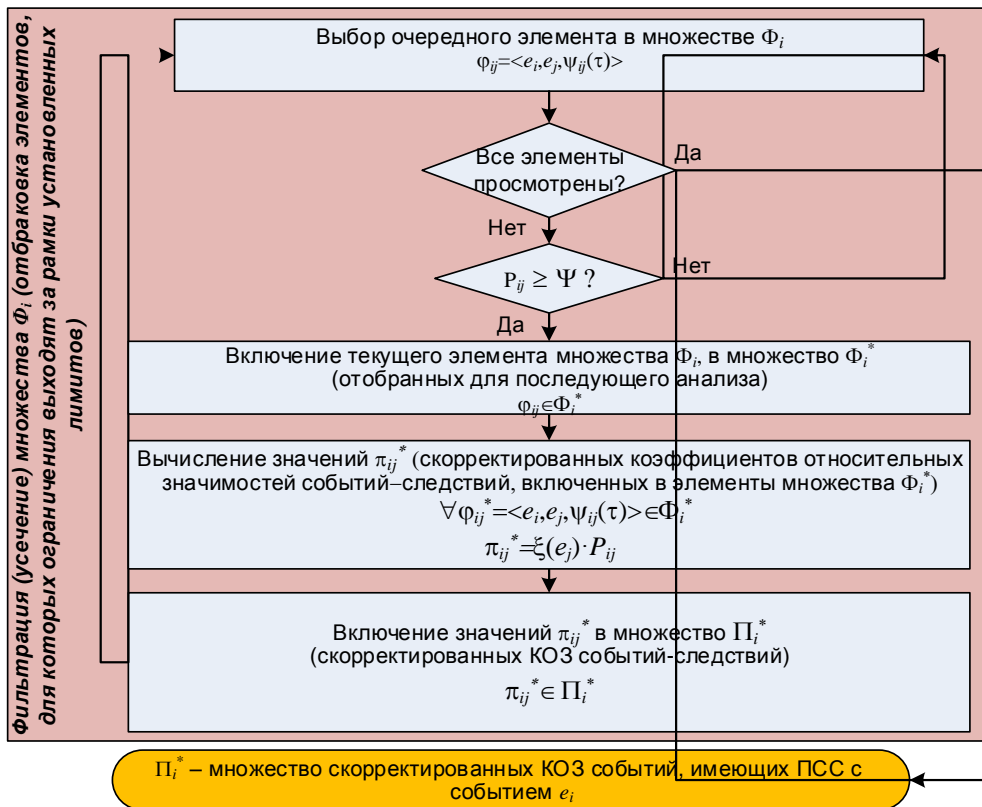 Фильтрация (усечение) множества Φi (отбраковка элементов,
для которых ограничения выходят за рамки установленных
лимитов)
Выбор очередного элемента в множестве Φi
φij=<ei,ej,ψij(τ)>
Все элементы
просмотрены?
Да
Нет
Pij ≥ Ψ ?
Нет
Да
Включение текущего элемента множества Φi, в множество Φi*
(отобранных для последующего анализа)
φij∈Φi*
Вычисление значений πij* (скорректированных коэффициентов относительных
значимостей событий–следствий, включенных в элементы множества Φi*)
∀φij*=<ei,ej,ψij(τ)>∈Φi*
πij*=ξ(ej)·Pij
Включение значений πij* в множество Πi*
(скорректированных КОЗ событий-следствий)
πij*∈ Πi*
Πi* – множество скорректированных КОЗ событий, имеющих ПСС с
событием ei